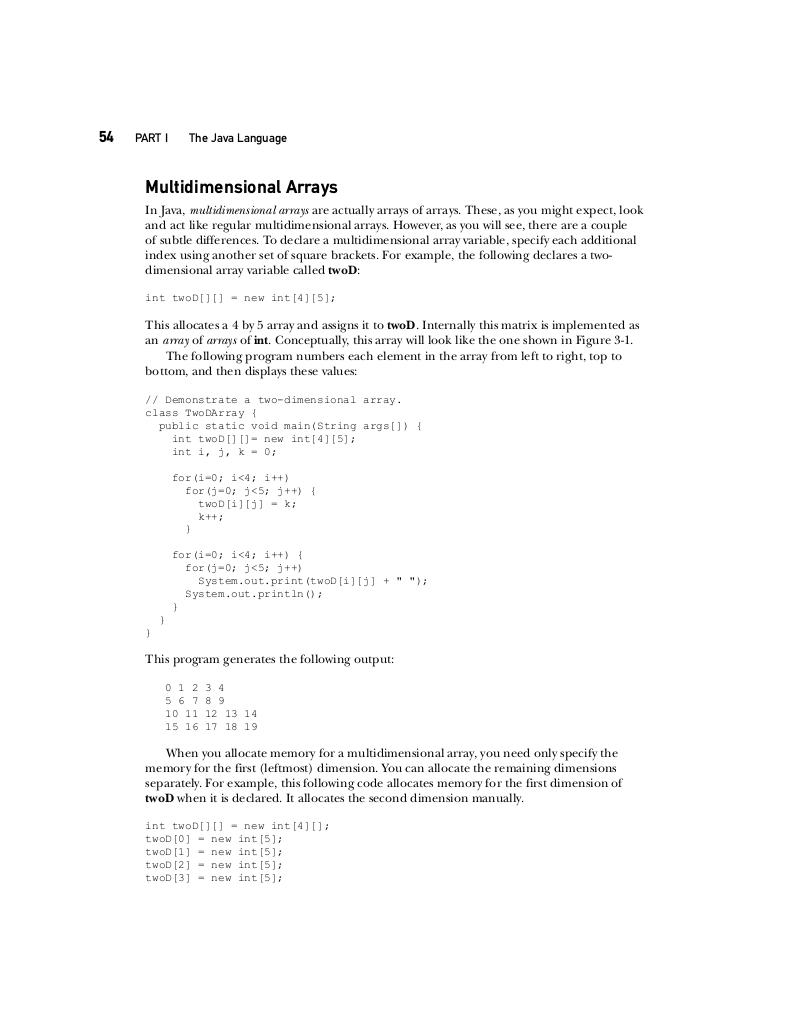 54 PART I The Java Language
Multidimensional Arrays
In Java, multidimensional arrays are actually arrays of arrays. These, as you might expect, look
and act like regular multidimensional arrays. However, as you will see, there are a couple
of subtle differences. To declare a multidimensional array variable, specify each additional
index using another set of square brackets. For example, the following declares a two-
dimensional array variable called twoD:
int twoD[][] = new int[4][5];
This allocates a 4 by 5 array and assigns it to twoD. Internally this matrix is implemented as
an array of arrays of int. Conceptually, this array will look like the one shown in Figure 3-1.
The following program numbers each element in the array from left to right, top to
bottom, and then displays these values:
// Demonstrate a two-dimensional array.
class TwoDArray {
  public static void main(String args[]) {
    int twoD[][]= new int[4][5];
    int i, j, k = 0;
    for(i=0; i<4; i++)
      for(j=0; j<5; j++) {
        twoD[i][j] = k;
        k++;
      }
    for(i=0; i<4; i++) {
      for(j=0; j<5; j++)
        System.out.print(twoD[i][j] + " ");
      System.out.println();
    }
  }
}
This program generates the following output:
0 1 2 3 4
5 6 7 8 9
10 11 12 13 14
15 16 17 18 19
When you allocate memory for a multidimensional array, you need only specify the
memory for the first (leftmost) dimension. You can allocate the remaining dimensions
separately. For example, this following code allocates memory for the first dimension of
twoD when it is declared. It allocates the second dimension manually.
int twoD[][] = new int[4][];
twoD[0] = new int[5];
twoD[1] = new int[5];
twoD[2] = new int[5];
twoD[3] = new int[5];